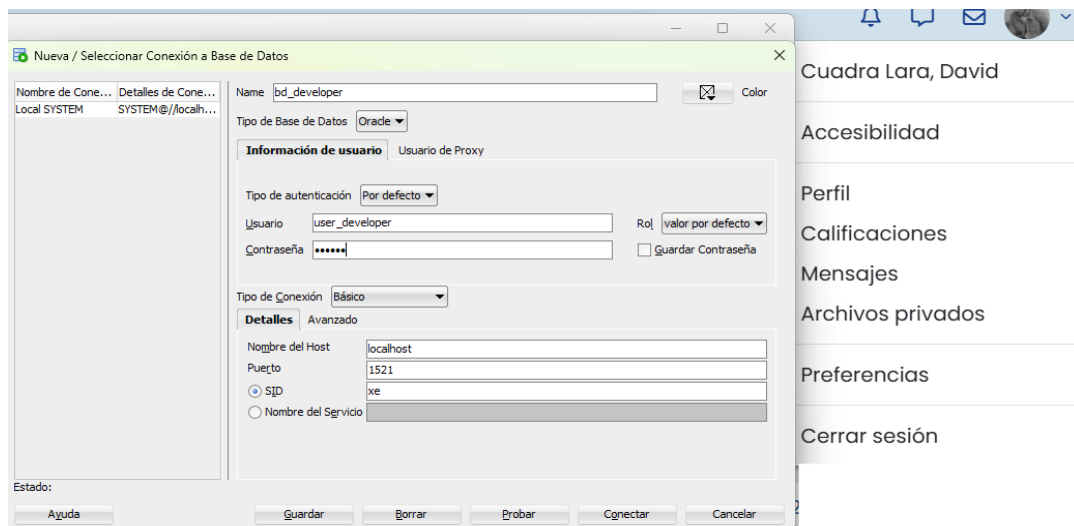 Nueva / Seleccionar Conexión a Base de Datos
Nombre de Cone... Detalles de Cone...
Local SYSTEM SYSTEM@//localh...
Name bd_developer Color
Tipo de Base de Datos Oracle
Información de usuario Usuario de Proxy
Tipo de autenticación Por defecto
Usuario user_developer Rol valor por defecto
Contraseña •••••• Guardar Contraseña
Tipo de Conexión Básico
Detalles Avanzado
Nombre del Host localhost
Puerto 1521
SID xe
Nombre del Servicio
Estado:
Ayuda Guardar Borrar Probar Conectar Cancelar
Cuadra Lara, David
Accesibilidad
Perfil
Calificaciones
Mensajes
Archivos privados
Preferencias
Cerrar sesión